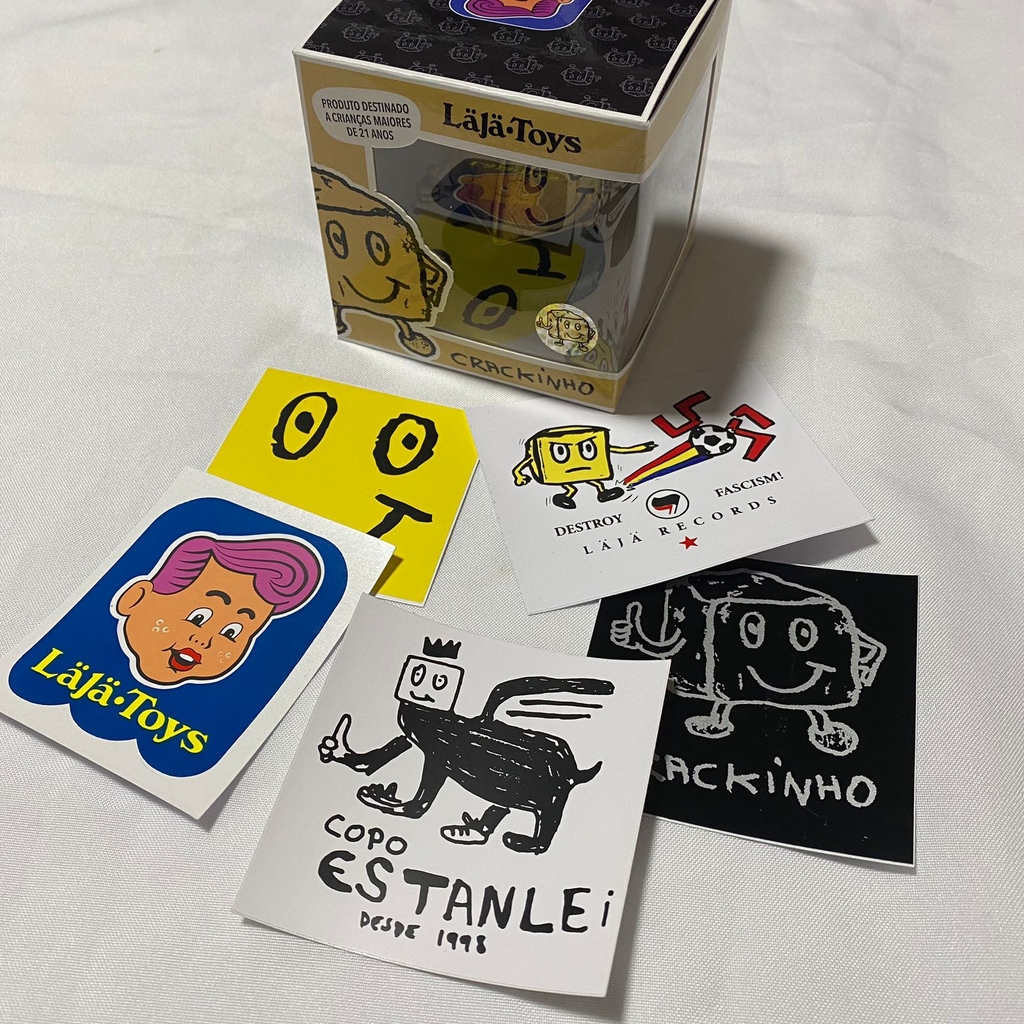 PRODUTO DESTINADO
A CRIANÇAS MAIORES
DE 21 ANOS
Läjä•Toys
CRACKiNHO
DESTROY FASCISM!
LÄJÄ RECORDS
Läjä•Toys
RACKiNHO
COPO
ESTANLEi
DESDE 1998